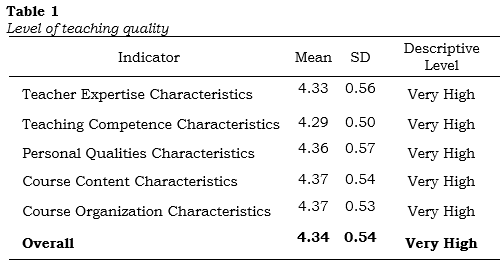 Table 1
Level of teaching quality
Indicator Mean SD Descriptive Level
Teacher Expertise Characteristics 4.33 0.56 Very High
Teaching Competence Characteristics 4.29 0.50 Very High
Personal Qualities Characteristics 4.36 0.57 Very High
Course Content Characteristics 4.37 0.54 Very High
Course Organization Characteristics 4.37 0.53 Very High
Overall 4.34 0.54 Very High